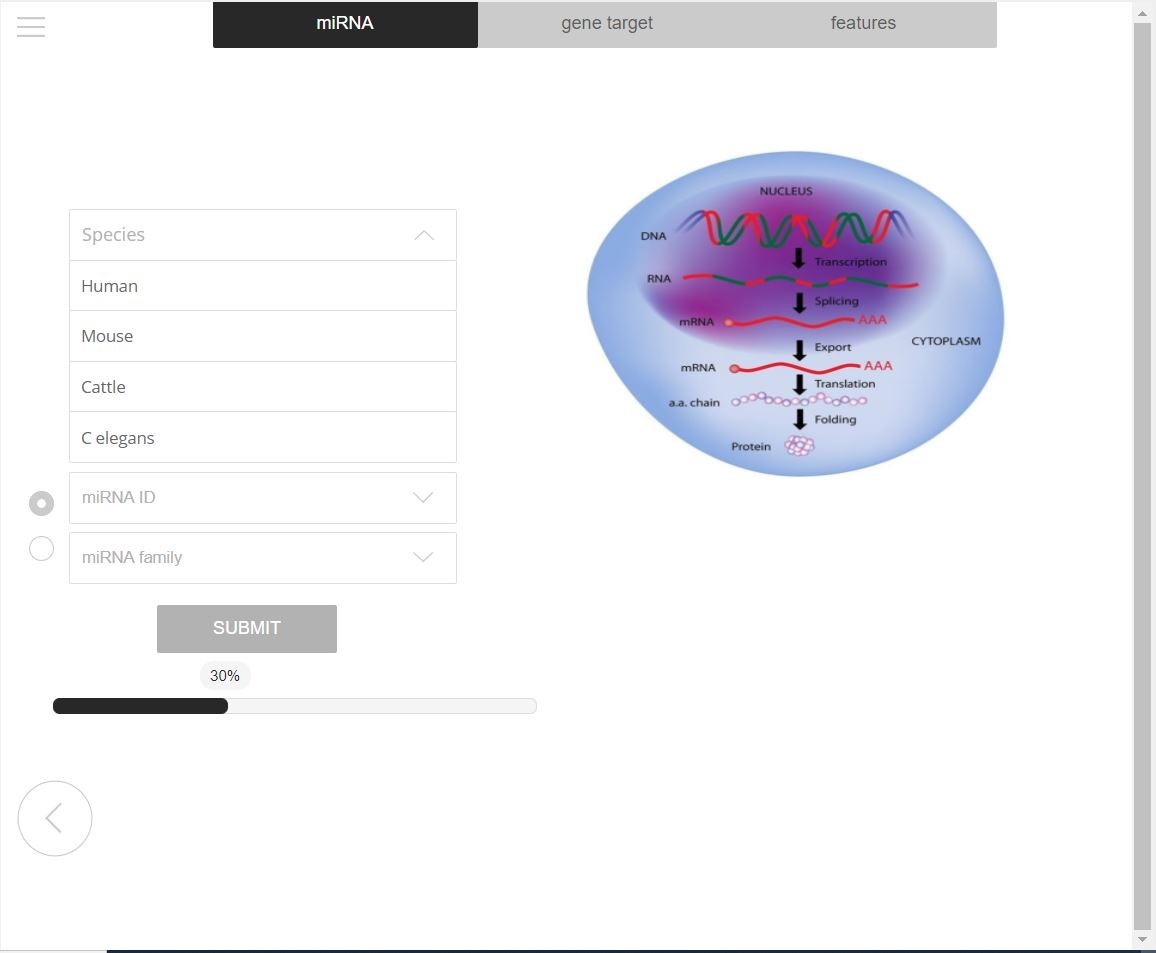 miRNA
gene target
features
Species
Human
Mouse
Cattle
C elegans
miRNA ID
miRNA family
SUBMIT
30%
NUCLEUS
DNA
Transcription
RNA
Splicing
mRNA
AAA
Export
CYTOPLASM
mRNA
AAA
Translation
a.a. chain
Folding
Protein